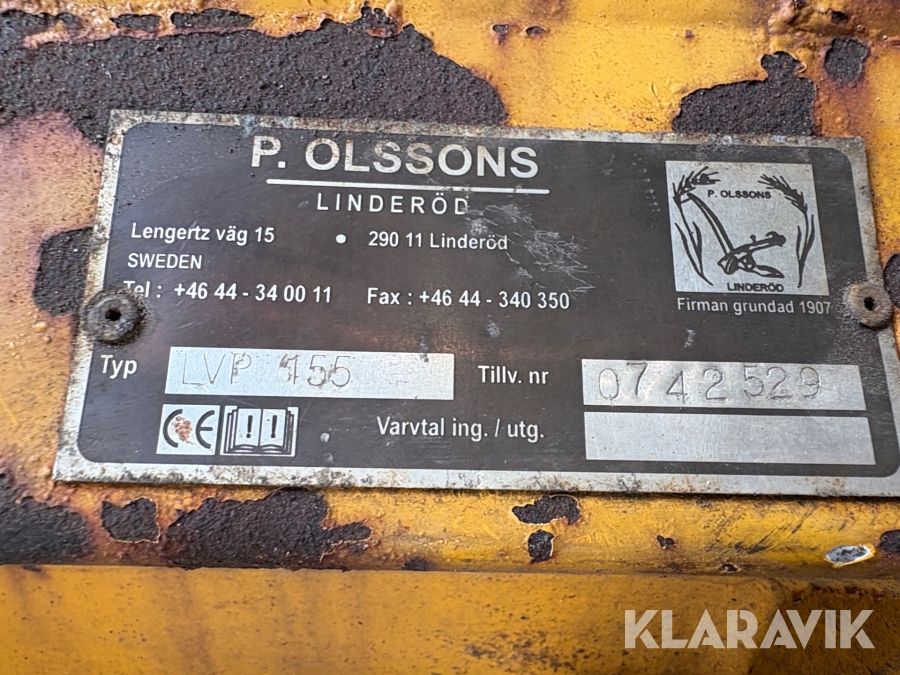 P. OLSSONS
LINDERÖD
Lengertz väg 15 • 290 11 Linderöd
SWEDEN
Tel : +46 44 - 34 00 11 Fax : +46 44 - 340 350
P. OLSSONS
LINDERÖD
Firman grundad 1907
Typ LVP 155 Tillv. nr 0742529
CE
Varvtal ing. / utg.
KLARAVIK